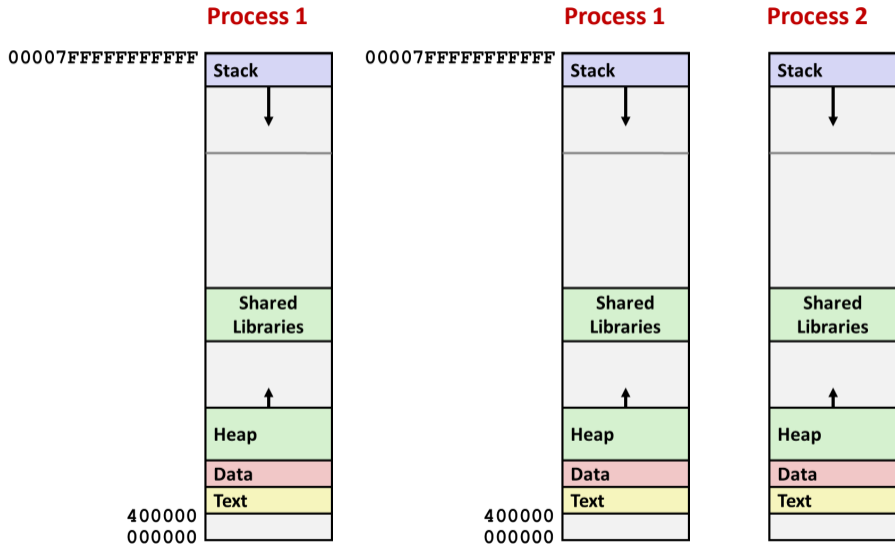 Process 1
00007FFFFFFFFFFF
Stack
Shared
Libraries
Heap
Data
Text
400000
000000
Process 1
Process 2
00007FFFFFFFFFFF
Stack
Stack
Shared
Libraries
Shared
Libraries
Heap
Heap
Data
Data
Text
Text
400000
000000